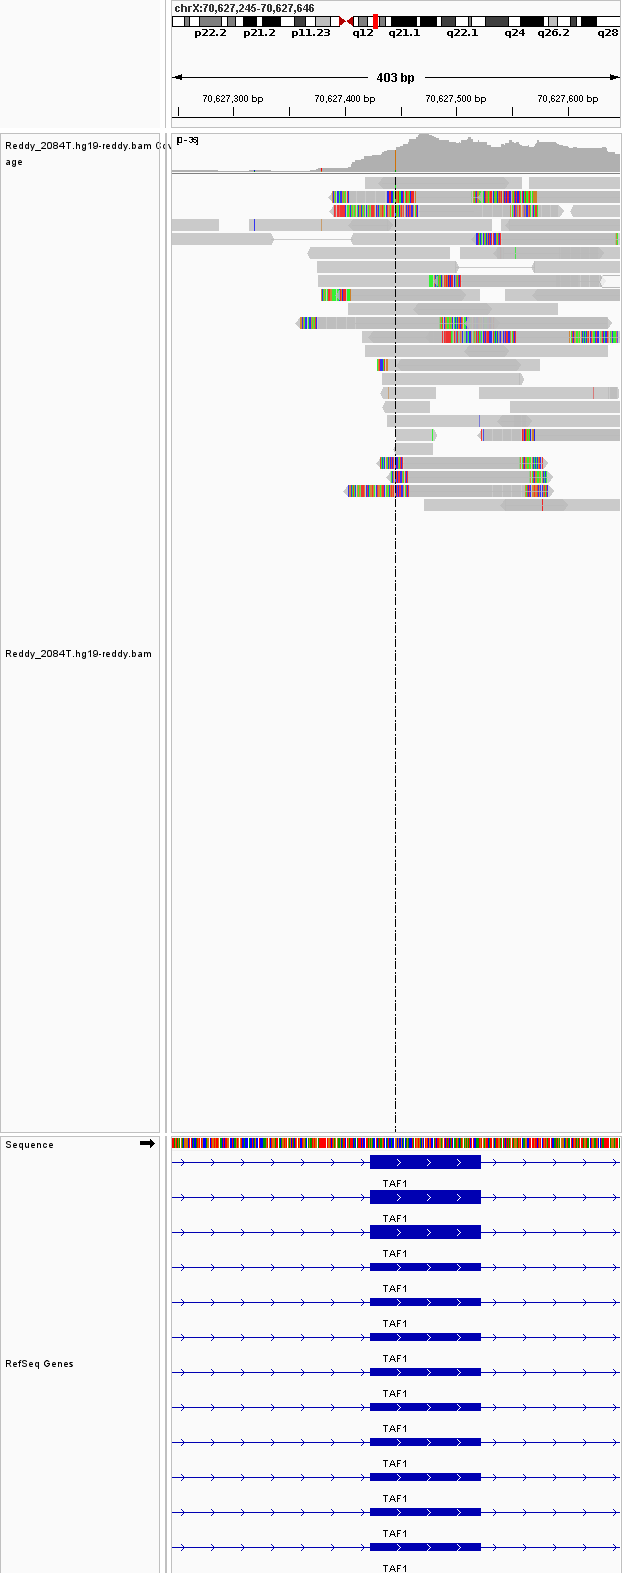 chrX:70,627,245-70,627,646
p22.2 p21.2 p11.23 q12 q21.1 q22.1 q24 q26.2 q28
403 bp
70,627,300 bp 70,627,400 bp 70,627,500 bp 70,627,600 bp
Reddy_2084T.hg19-reddy.bam Cov
age
[0-36]
Reddy_2084T.hg19-reddy.bam
Sequence
TAF1
TAF1
TAF1
TAF1
TAF1
TAF1
RefSeq Genes
TAF1
TAF1
TAF1
TAF1
TAF1
TAF1